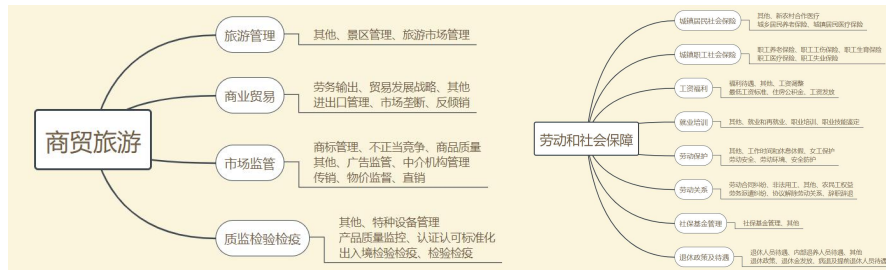 商贸旅游
旅游管理
其他、景区管理、旅游市场管理
商业贸易
劳务输出、贸易发展战略、其他
进出口管理、市场垄断、反倾销
市场监管
商标管理、不正当竞争、商品质量
其他、广告监管、中介机构管理
传销、物价监督、直销
质监检验检疫
其他、特种设备管理
产品质量监控、认证认可标准化
出入境检验检疫、检验检疫
劳动和社会保障
城镇居民社会保险
其他、新农村合作医疗
城乡居民养老保险、城镇居民医疗保险
城镇职工社会保险
职工养老保险、职工工伤保险、职工生育保险
职工医疗保险、职工失业保险
工资福利
福利待遇、其他、工资调整
最低工资标准、住房公积金、工资发放
就业培训
其他、就业和再就业、职业培训、职业技能鉴定
劳动保护
其他、工作时间和休息休假、女工保护
劳动安全、劳动环境、安全防护
劳动关系
劳动合同纠纷、非法用工、其他、农民工权益
劳务派遣纠纷、协议解除劳动关系、辞职辞退
社保基金管理
社保基金管理、其他
退休政策及待遇
退休人员待遇、内部退养人员待遇、其他
退休政策、退休金发放、病退及提前退休人员待遇